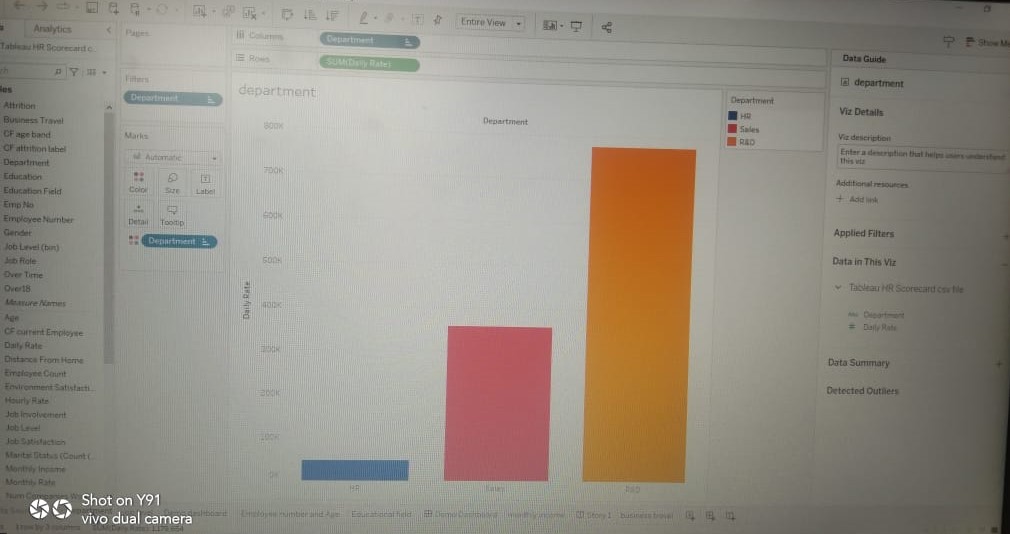 Analytics
Pages
Columns
Department
Rows
SUM(Daily Rate)
Entire View
Show Me
Tableau HR Scorecard c..
Filters
Department
Marks
Automatic
Color
Size
Label
Detail
Tooltip
Department
Attrition
Business Travel
CF age band
CF attrition label
Department
Education
Education Field
Emp No
Employee Number
Gender
Job Level (bin)
Job Role
Over Time
Over18
Measure Names
Age
CF current Employee
Daily Rate
Distance From Home
Employee Count
Environment Satisfacti...
Hourly Rate
Job Involvement
Job Level
Job Satisfaction
Marital Status (Count (...
Monthly Income
Monthly Rate
department
Department
800K
700K
600K
500K
400K
300K
200K
100K
0K
Daily Rate
HR
Sales
R&D
Department
HR
Sales
R&D
Data Guide
department
Viz Details
Viz description
Enter a description that helps users understand
this viz
Additional resources
+ Add link
Applied Filters
Data in This Viz
Tableau HR Scorecard csv file
Abc Department
# Daily Rate
Data Summary
Detected Outliers
dashboard
Employee number and Age
Educational field
Demo Dashboard
monthly income
Story 1
business travel
1 row by 3 columns
Shot on Y91
vivo dual camera